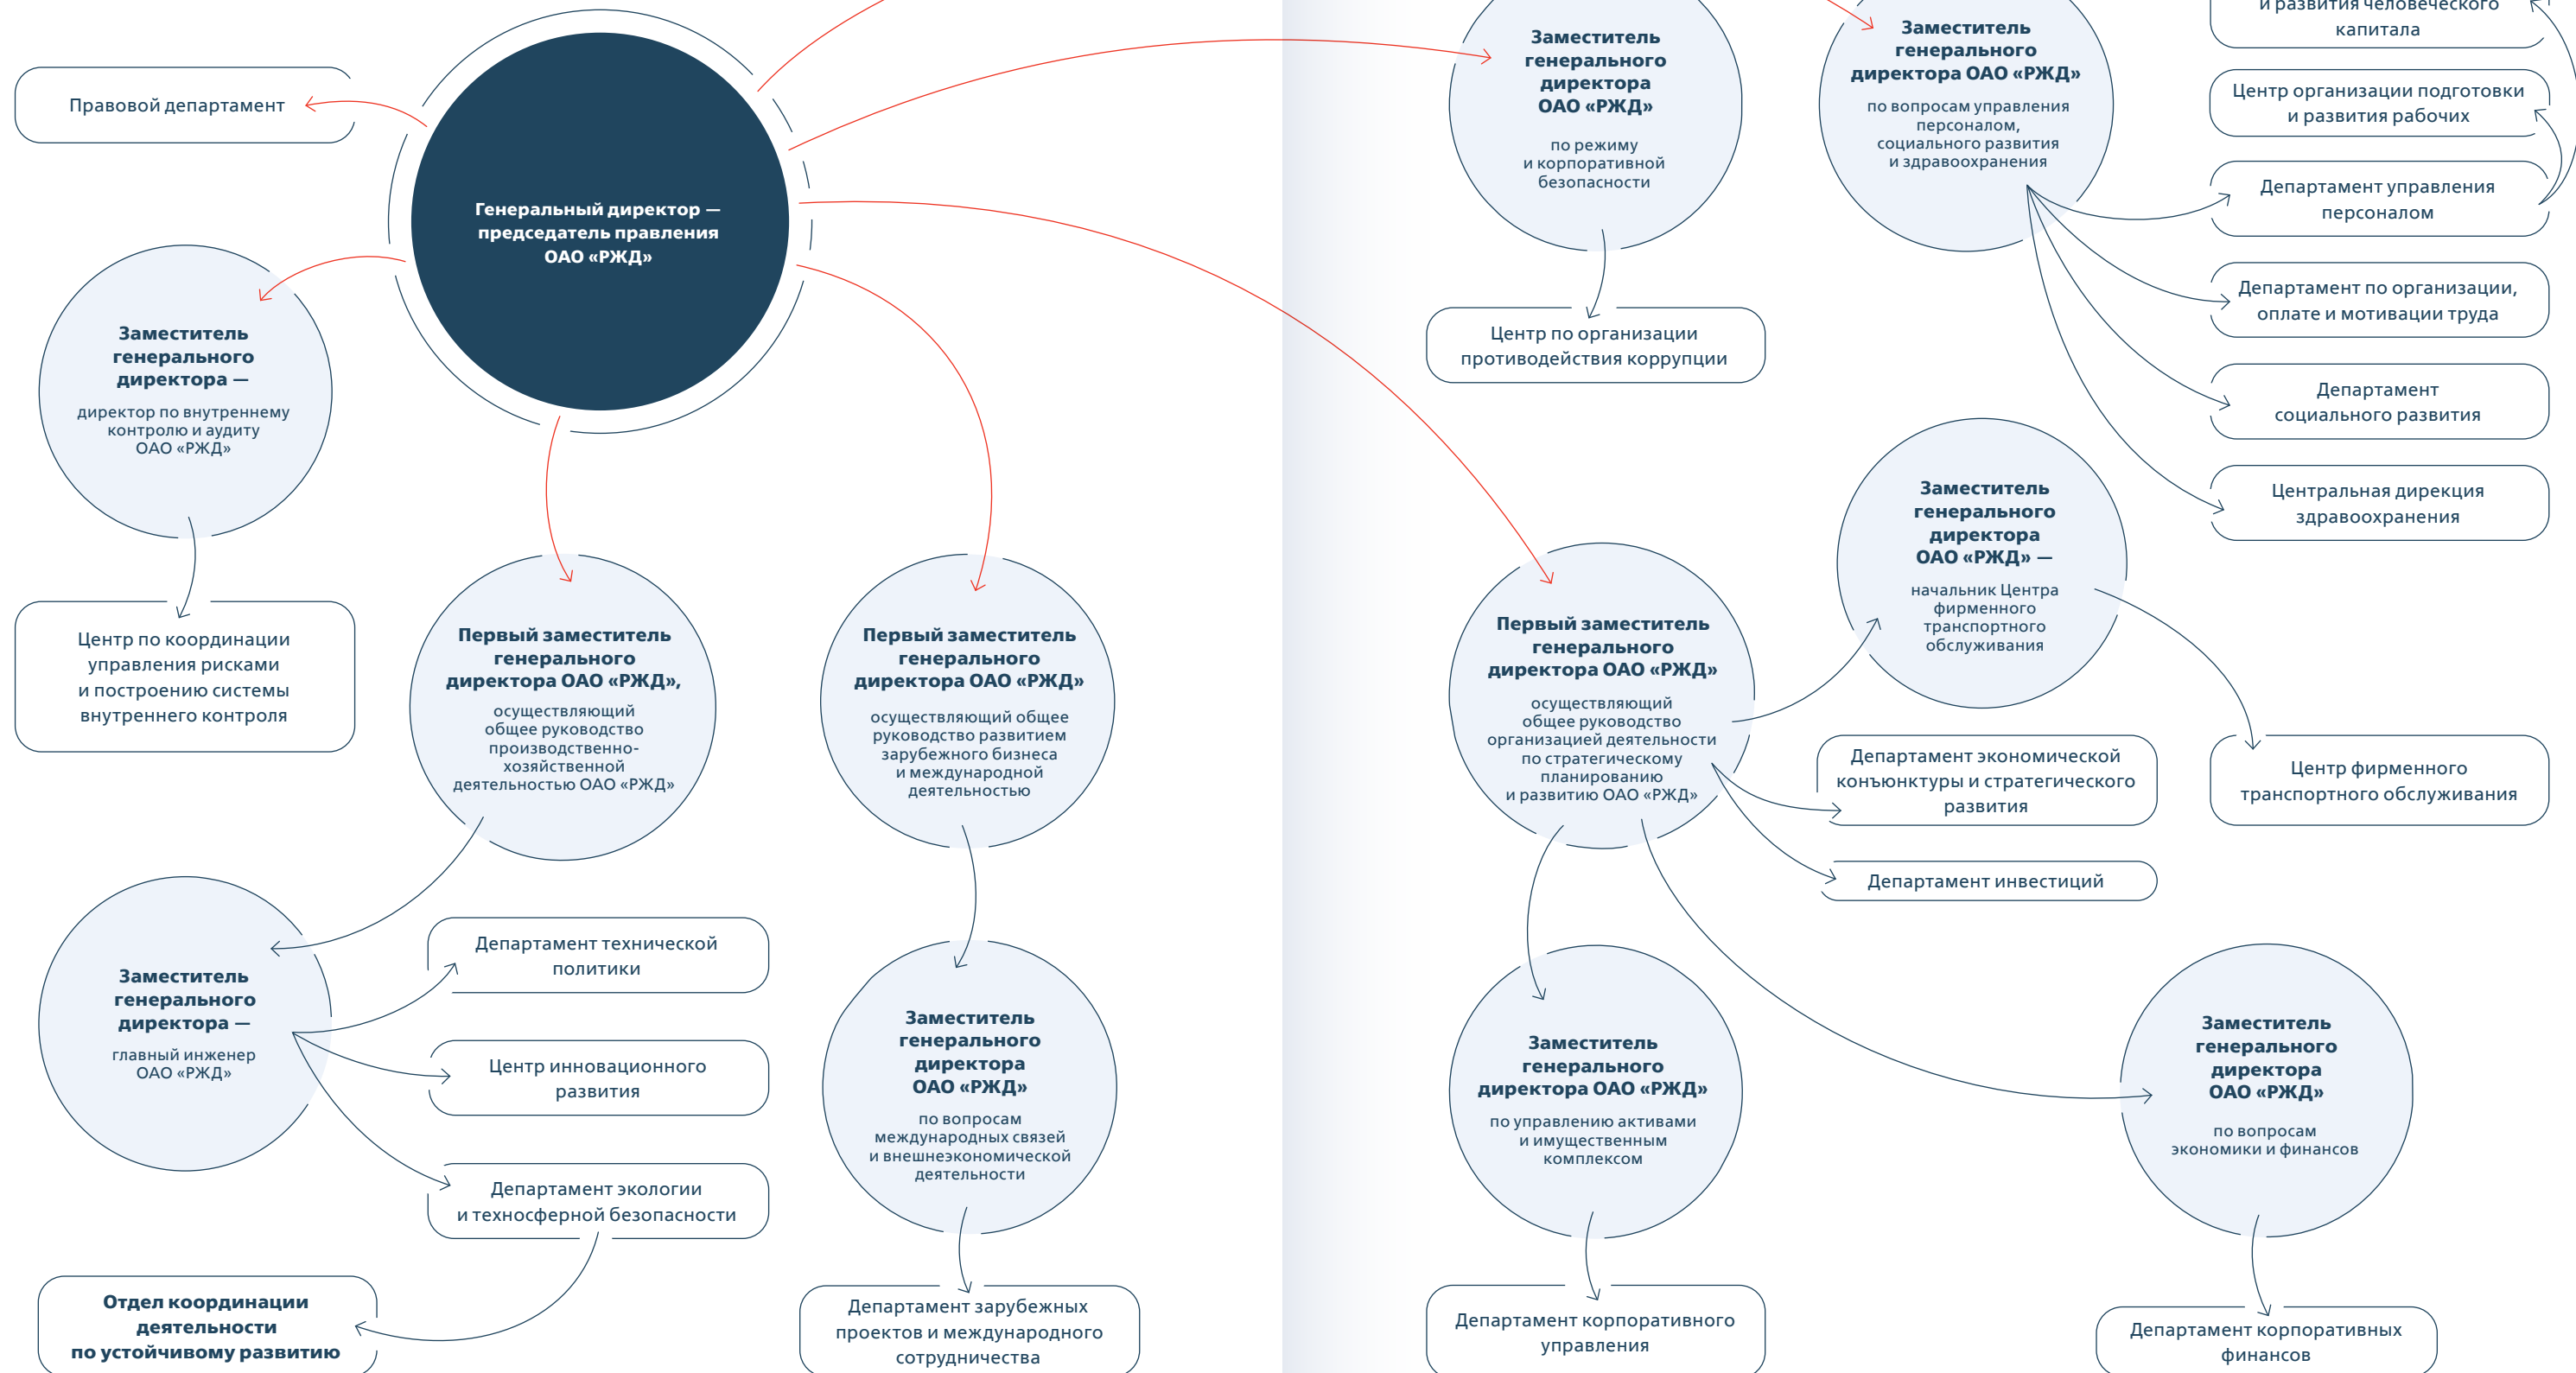 Правовой департамент
Генеральный директор —
председатель правления
ОАО «РЖД»
Заместитель
генерального
директора —
директор по внутреннему
контролю и аудиту
ОАО «РЖД»
Центр по координации
управления рисками
и построению системы
внутреннего контроля
Первый заместитель
генерального
директора ОАО «РЖД»,
осуществляющий
общее руководство
производственно-
хозяйственной
деятельностью ОАО «РЖД»
Первый заместитель
генерального
директора ОАО «РЖД»
осуществляющий общее
руководство развитием
зарубежного бизнеса
и международной
деятельностью
Заместитель
генерального
директора —
главный инженер
ОАО «РЖД»
Департамент технической
политики
Центр инновационного
развития
Департамент экологии
и техносферной безопасности
Отдел координации
деятельности
по устойчивому развитию
Заместитель
генерального
директора
ОАО «РЖД»
по вопросам
международных связей
и внешнеэкономической
деятельности
Департамент зарубежных
проектов и международного
сотрудничества
Заместитель
генерального
директора
ОАО «РЖД»
по режиму
и корпоративной
безопасности
Центр по организации
противодействия коррупции
Заместитель
генерального
директора ОАО «РЖД»
по вопросам управления
персоналом,
социального развития
и здравоохранения
и развития человеческого
капитала
Центр организации подготовки
и развития рабочих
Департамент управления
персоналом
Департамент по организации,
оплате и мотивации труда
Департамент
социального развития
Центральная дирекция
здравоохранения
Заместитель
генерального
директора
ОАО «РЖД» —
начальник Центра
фирменного
транспортного
обслуживания
Центр фирменного
транспортного обслуживания
Первый заместитель
генерального
директора ОАО «РЖД»
осуществляющий
общее руководство
организацией деятельности
по стратегическому
планированию
и развитию ОАО «РЖД»
Департамент экономической
конъюнктуры и стратегического
развития
Департамент инвестиций
Заместитель
генерального
директора ОАО «РЖД»
по управлению активами
и имущественным
комплексом
Департамент корпоративного
управления
Заместитель
генерального
директора
ОАО «РЖД»
по вопросам
экономики и финансов
Департамент корпоративных
финансов